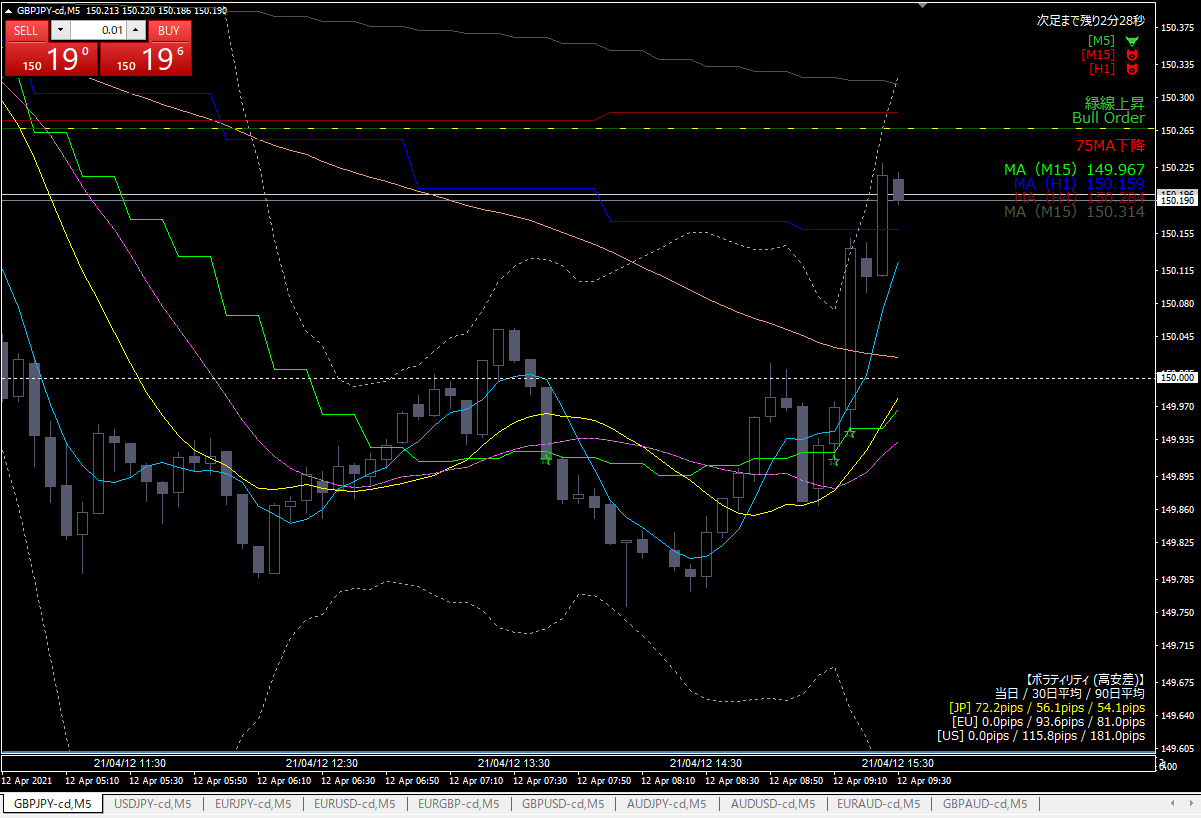 GBPJPY-cd,M5 150.213 150.220 150.186 150.190
SELL 0.01 BUY
150 19 0 150 19 6
次足まで残り2分28秒
[M5]
[M15]
[H1]
緑線上昇
Bull Order
75MA下降
MA (M15) 149.967
MA (H1) 150.159
MA (H4) 150.284
MA (M15) 150.314
150.375
150.335
150.300
150.265
150.225
150.196
150.190
150.155
150.115
150.080
150.045
150.000
149.970
149.935
149.895
149.860
149.825
149.785
149.750
149.715
149.675
149.640
149.605
【ボラティリティ (高安差)】
当日 / 30日平均 / 90日平均
[JP] 72.2pips / 56.1pips / 54.1pips
[EU] 0.0pips / 93.6pips / 81.0pips
[US] 0.0pips / 115.8pips / 181.0pips
21/04/12 11:30 21/04/12 12:30 21/04/12 13:30 21/04/12 14:30 21/04/12 15:30
12 Apr 2021 12 Apr 05:10 12 Apr 05:30 12 Apr 05:50 12 Apr 06:10 12 Apr 06:30 12 Apr 06:50 12 Apr 07:10 12 Apr 07:30 12 Apr 07:50 12 Apr 08:10 12 Apr 08:30 12 Apr 08:50 12 Apr 09:10 12 Apr 09:30
GBPJPY-cd,M5 USDJPY-cd,M5 EURJPY-cd,M5 EURUSD-cd,M5 EURGBP-cd,M5 GBPUSD-cd,M5 AUDJPY-cd,M5 AUDUSD-cd,M5 EURAUD-cd,M5 GBPAUD-cd,M5